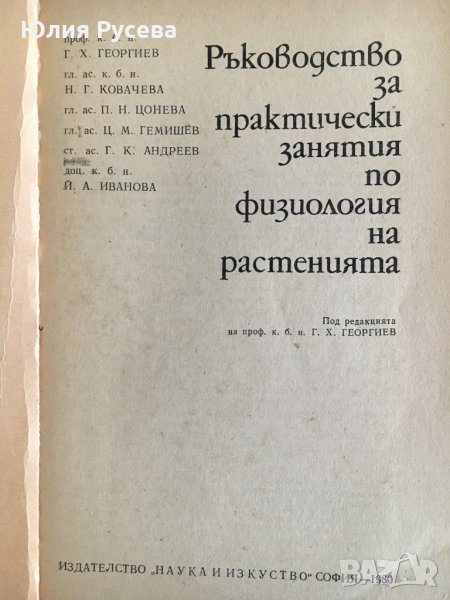 Юлия Русева
проф. к. б. н.
Г. Х. ГЕОРГИЕВ
гл. ас. к. б. н.
Н. Г. КОВАЧЕВА
гл. ас. П. Н. ЦОНЕВА
гл. ас. Ц. М. ГЕМИШЕВ
ст. ас. Г. К. АНДРЕЕВ
доц. к. б. н.
Й. А. ИВАНОВА
Ръководство
за
практически
занятия
по
физиология
на
растенията
Под редакцията
на проф. к. б. н. Г. Х. ГЕОРГИЕВ
ИЗДАТЕЛСТВО „НАУКА И ИЗКУСТВО“ СОФИЯ—1980
BAZAR